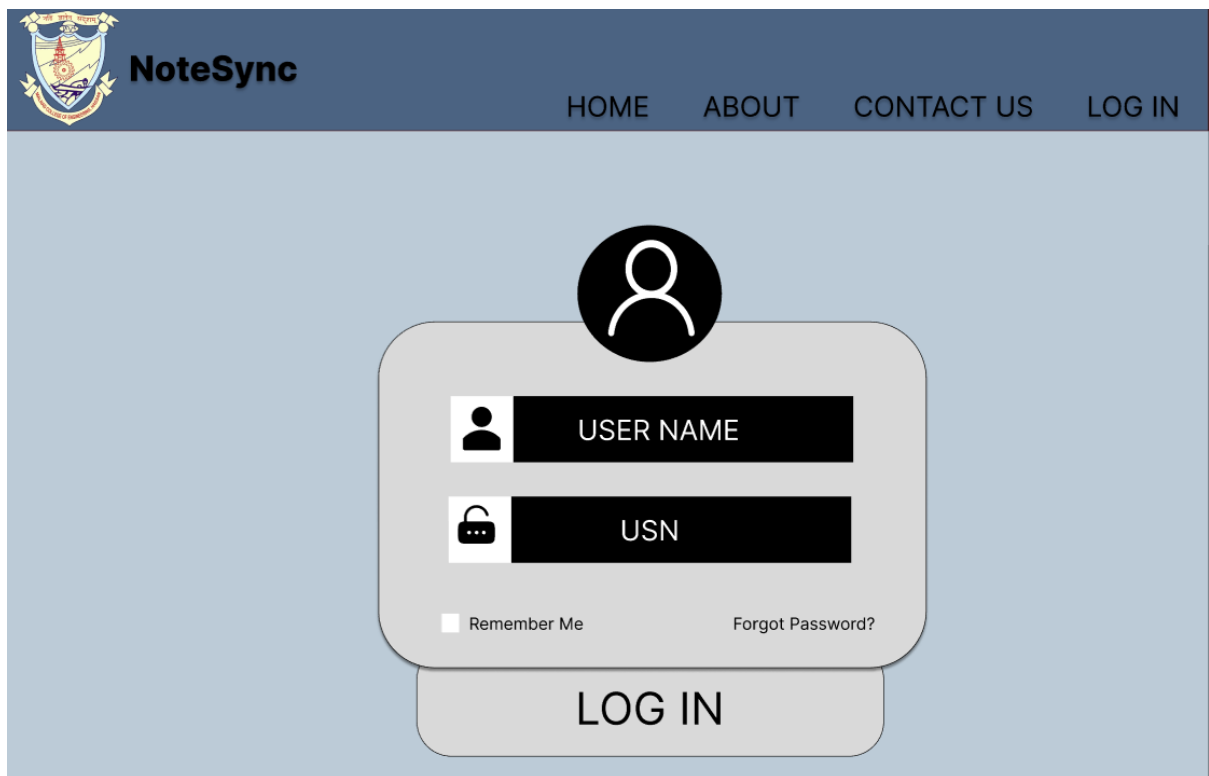 NoteSync
HOME ABOUT CONTACT US LOG IN
USER NAME
USN
Remember Me Forgot Password?
LOG IN